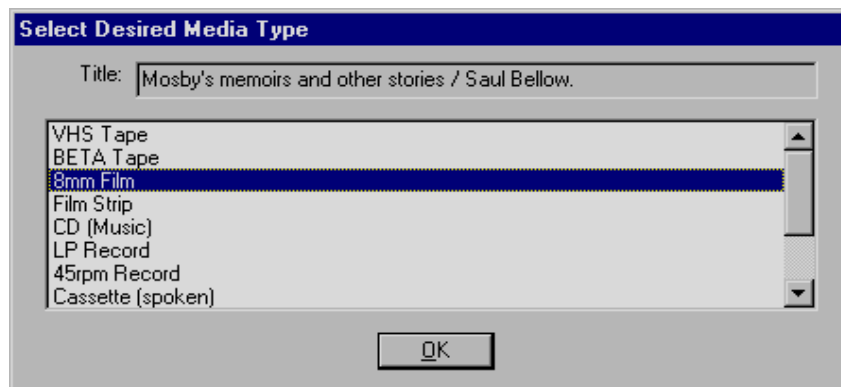 Select Desired Media Type
Title: Mosby's memoirs and other stories / Saul Bellow.
VHS Tape
BETA Tape
8mm Film
Film Strip
CD (Music)
LP Record
45rpm Record
Cassette (spoken)
OK